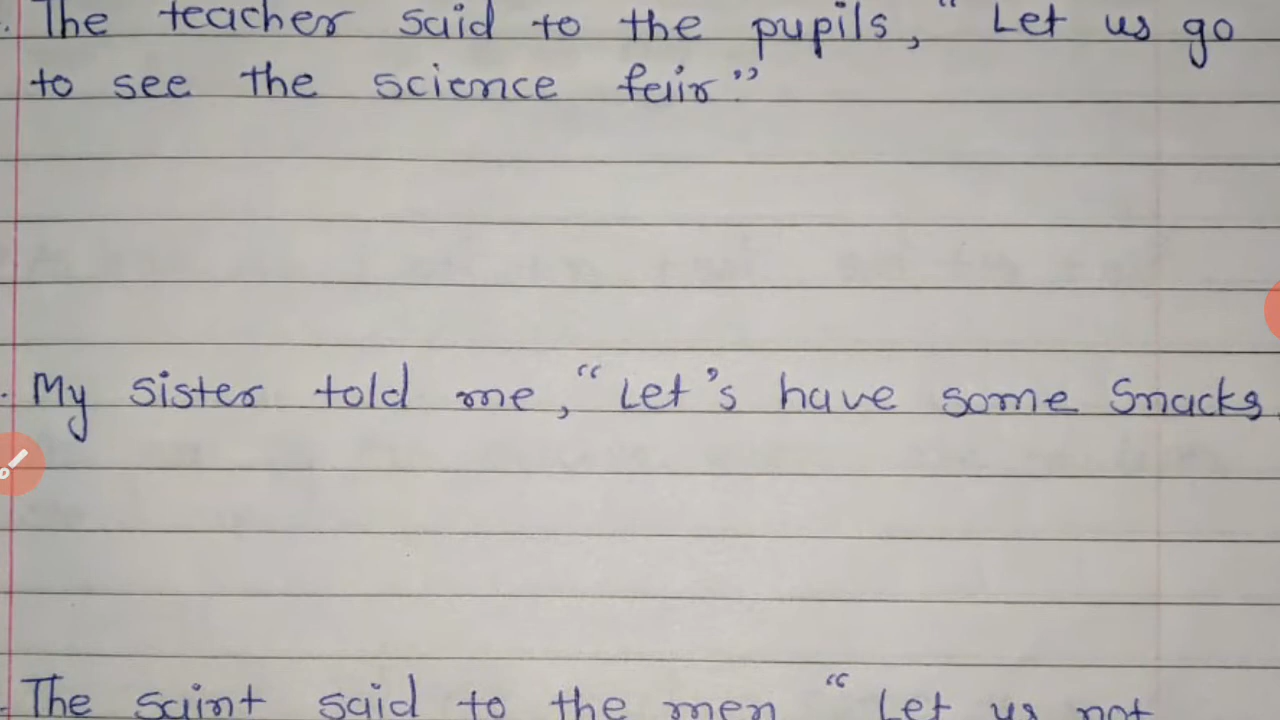 The teacher said to the pupils, " Let us go
to see the science fair."
My sister told me, "Let's have some Snacks
The saint said to the men " Let us not